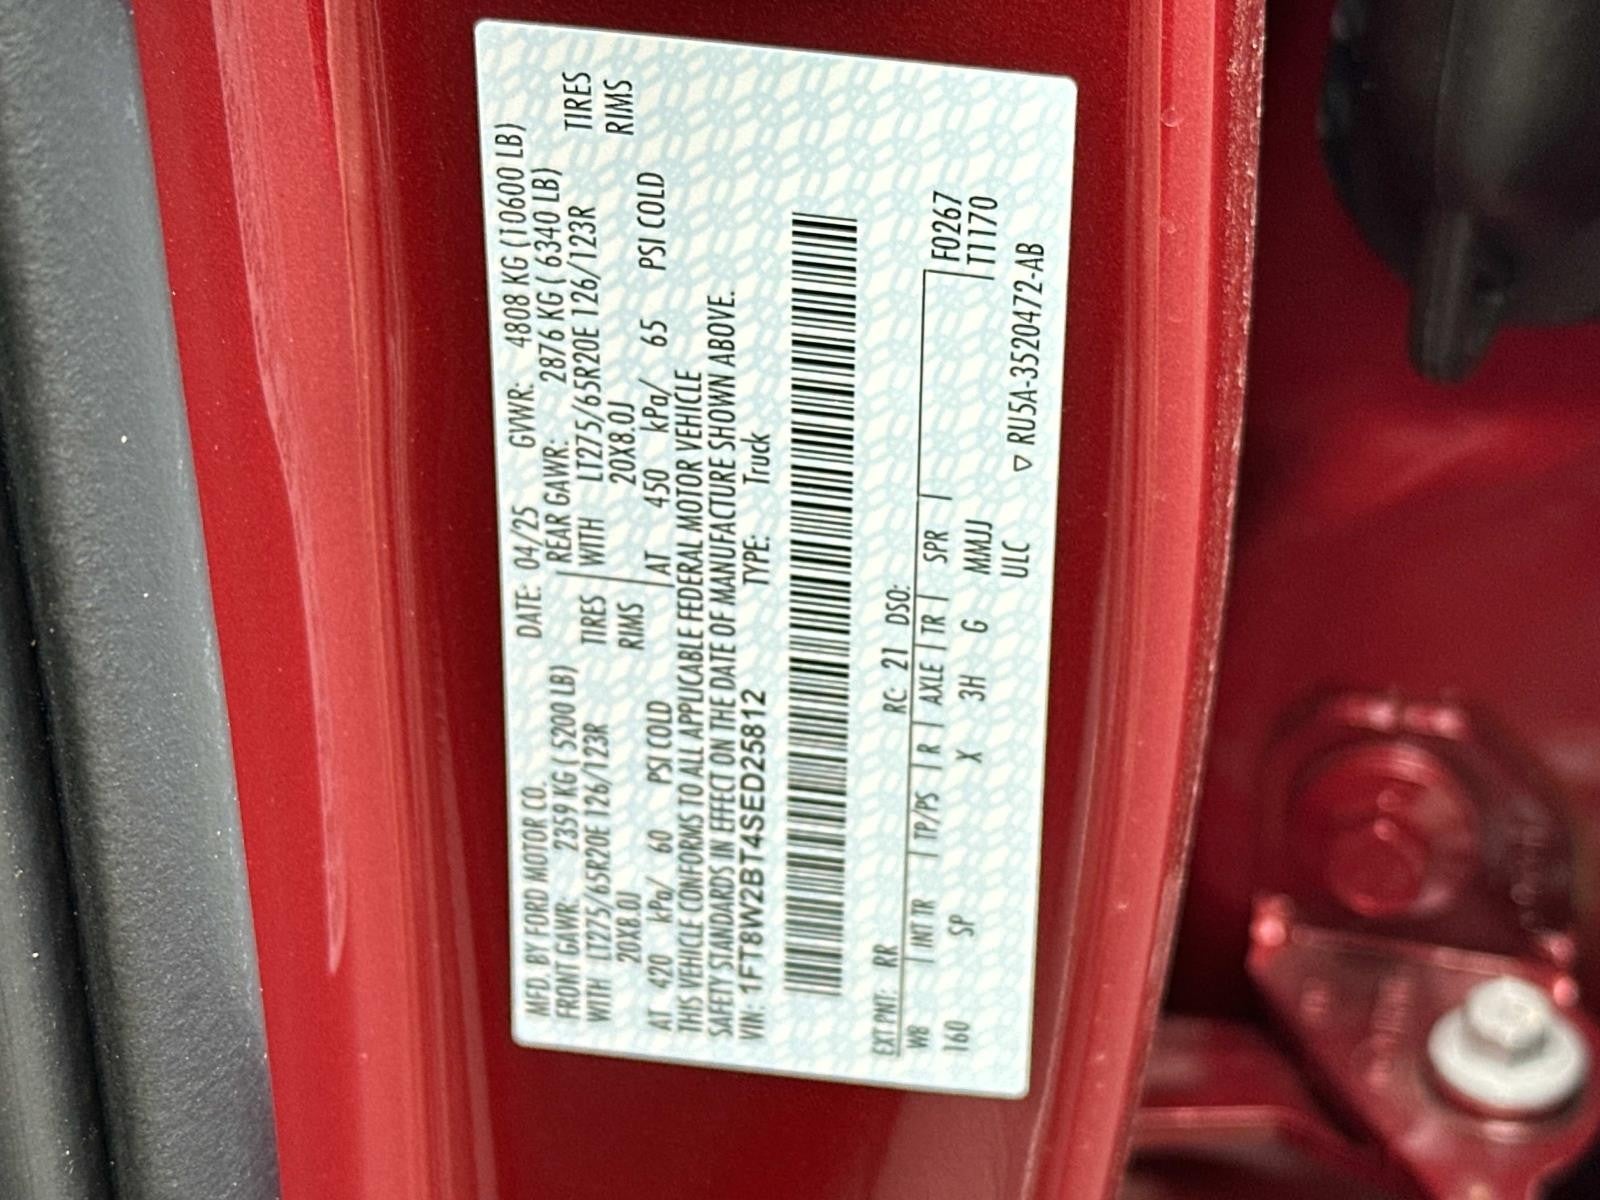 MFD. BY FORD MOTOR CO.
DATE: 04/25 GVWR: 4808 KG (10600 LB)
FRONT GAWR: 2359 KG ( 5200 LB) REAR GAWR: 2876 KG ( 6340 LB)
WITH LT275/65R20E 126/123R TIRES WITH LT275/65R20E 126/123R TIRES
20X8.0J RIMS 20X8.0J RIMS
AT 420 kPa/ 60 PSI COLD AT 450 kPa/ 65 PSI COLD
THIS VEHICLE CONFORMS TO ALL APPLICABLE FEDERAL MOTOR VEHICLE
SAFETY STANDARDS IN EFFECT ON THE DATE OF MANUFACTURE SHOWN ABOVE.
VIN: 1FT8W2BT4SED25812 TYPE: Truck
EXT PNT: RR RC: 21 DSO:
WB INT TR TP/PS R AXLE TR SPR F0267
160 SP X 3H G MMJJ T1170
ULC
▽ RU5A-3520472-AB